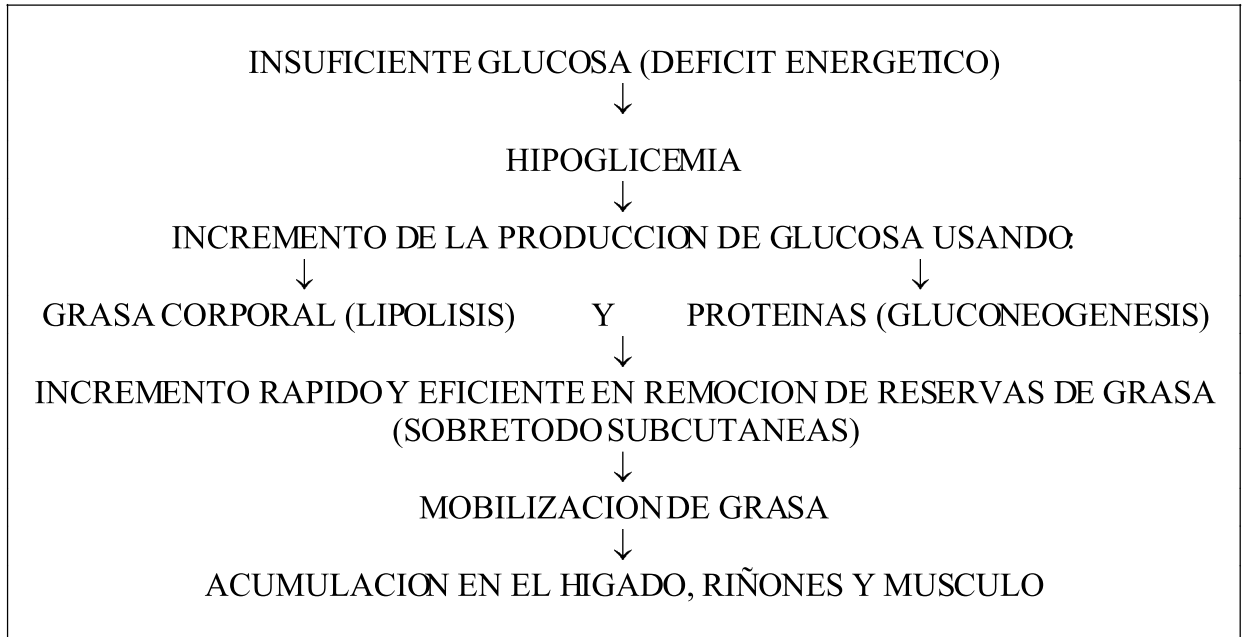 INSUFICIENTE GLUCOSA (DEFICIT ENERGETICO)
↓
HIPOGLICEMIA
↓
INCREMENTO DE LA PRODUCCION DE GLUCOSA USANDO:
↓ ↓
GRASA CORPORAL (LIPOLISIS) Y PROTEINAS (GLUCONEOGENESIS)
↓
INCREMENTO RAPIDO Y EFICIENTE EN REMOCION DE RESERVAS DE GRASA
(SOBRETODO SUBCUTANEAS)
↓
MOBILIZACION DE GRASA
↓
ACUMULACION EN EL HIGADO, RIÑONES Y MUSCULO